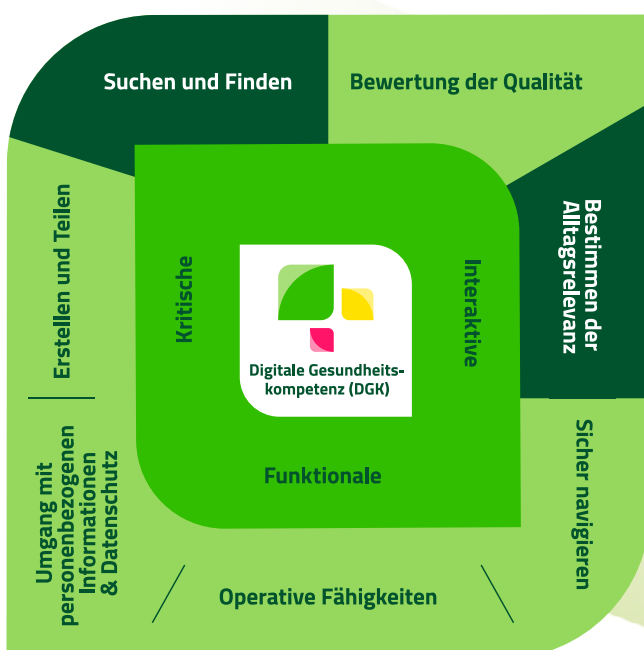 Suchen und Finden
Bewertung der Qualität
Bestimmen der
Alltagsrelevanz
Sicher navigieren
Operative Fähigkeiten
Umgang mit
personenbezogenen
Informationen
& Datenschutz
Erstellen und Teilen
Kritische
Interaktive
Funktionale
Digitale Gesundheits-
kompetenz (DGK)